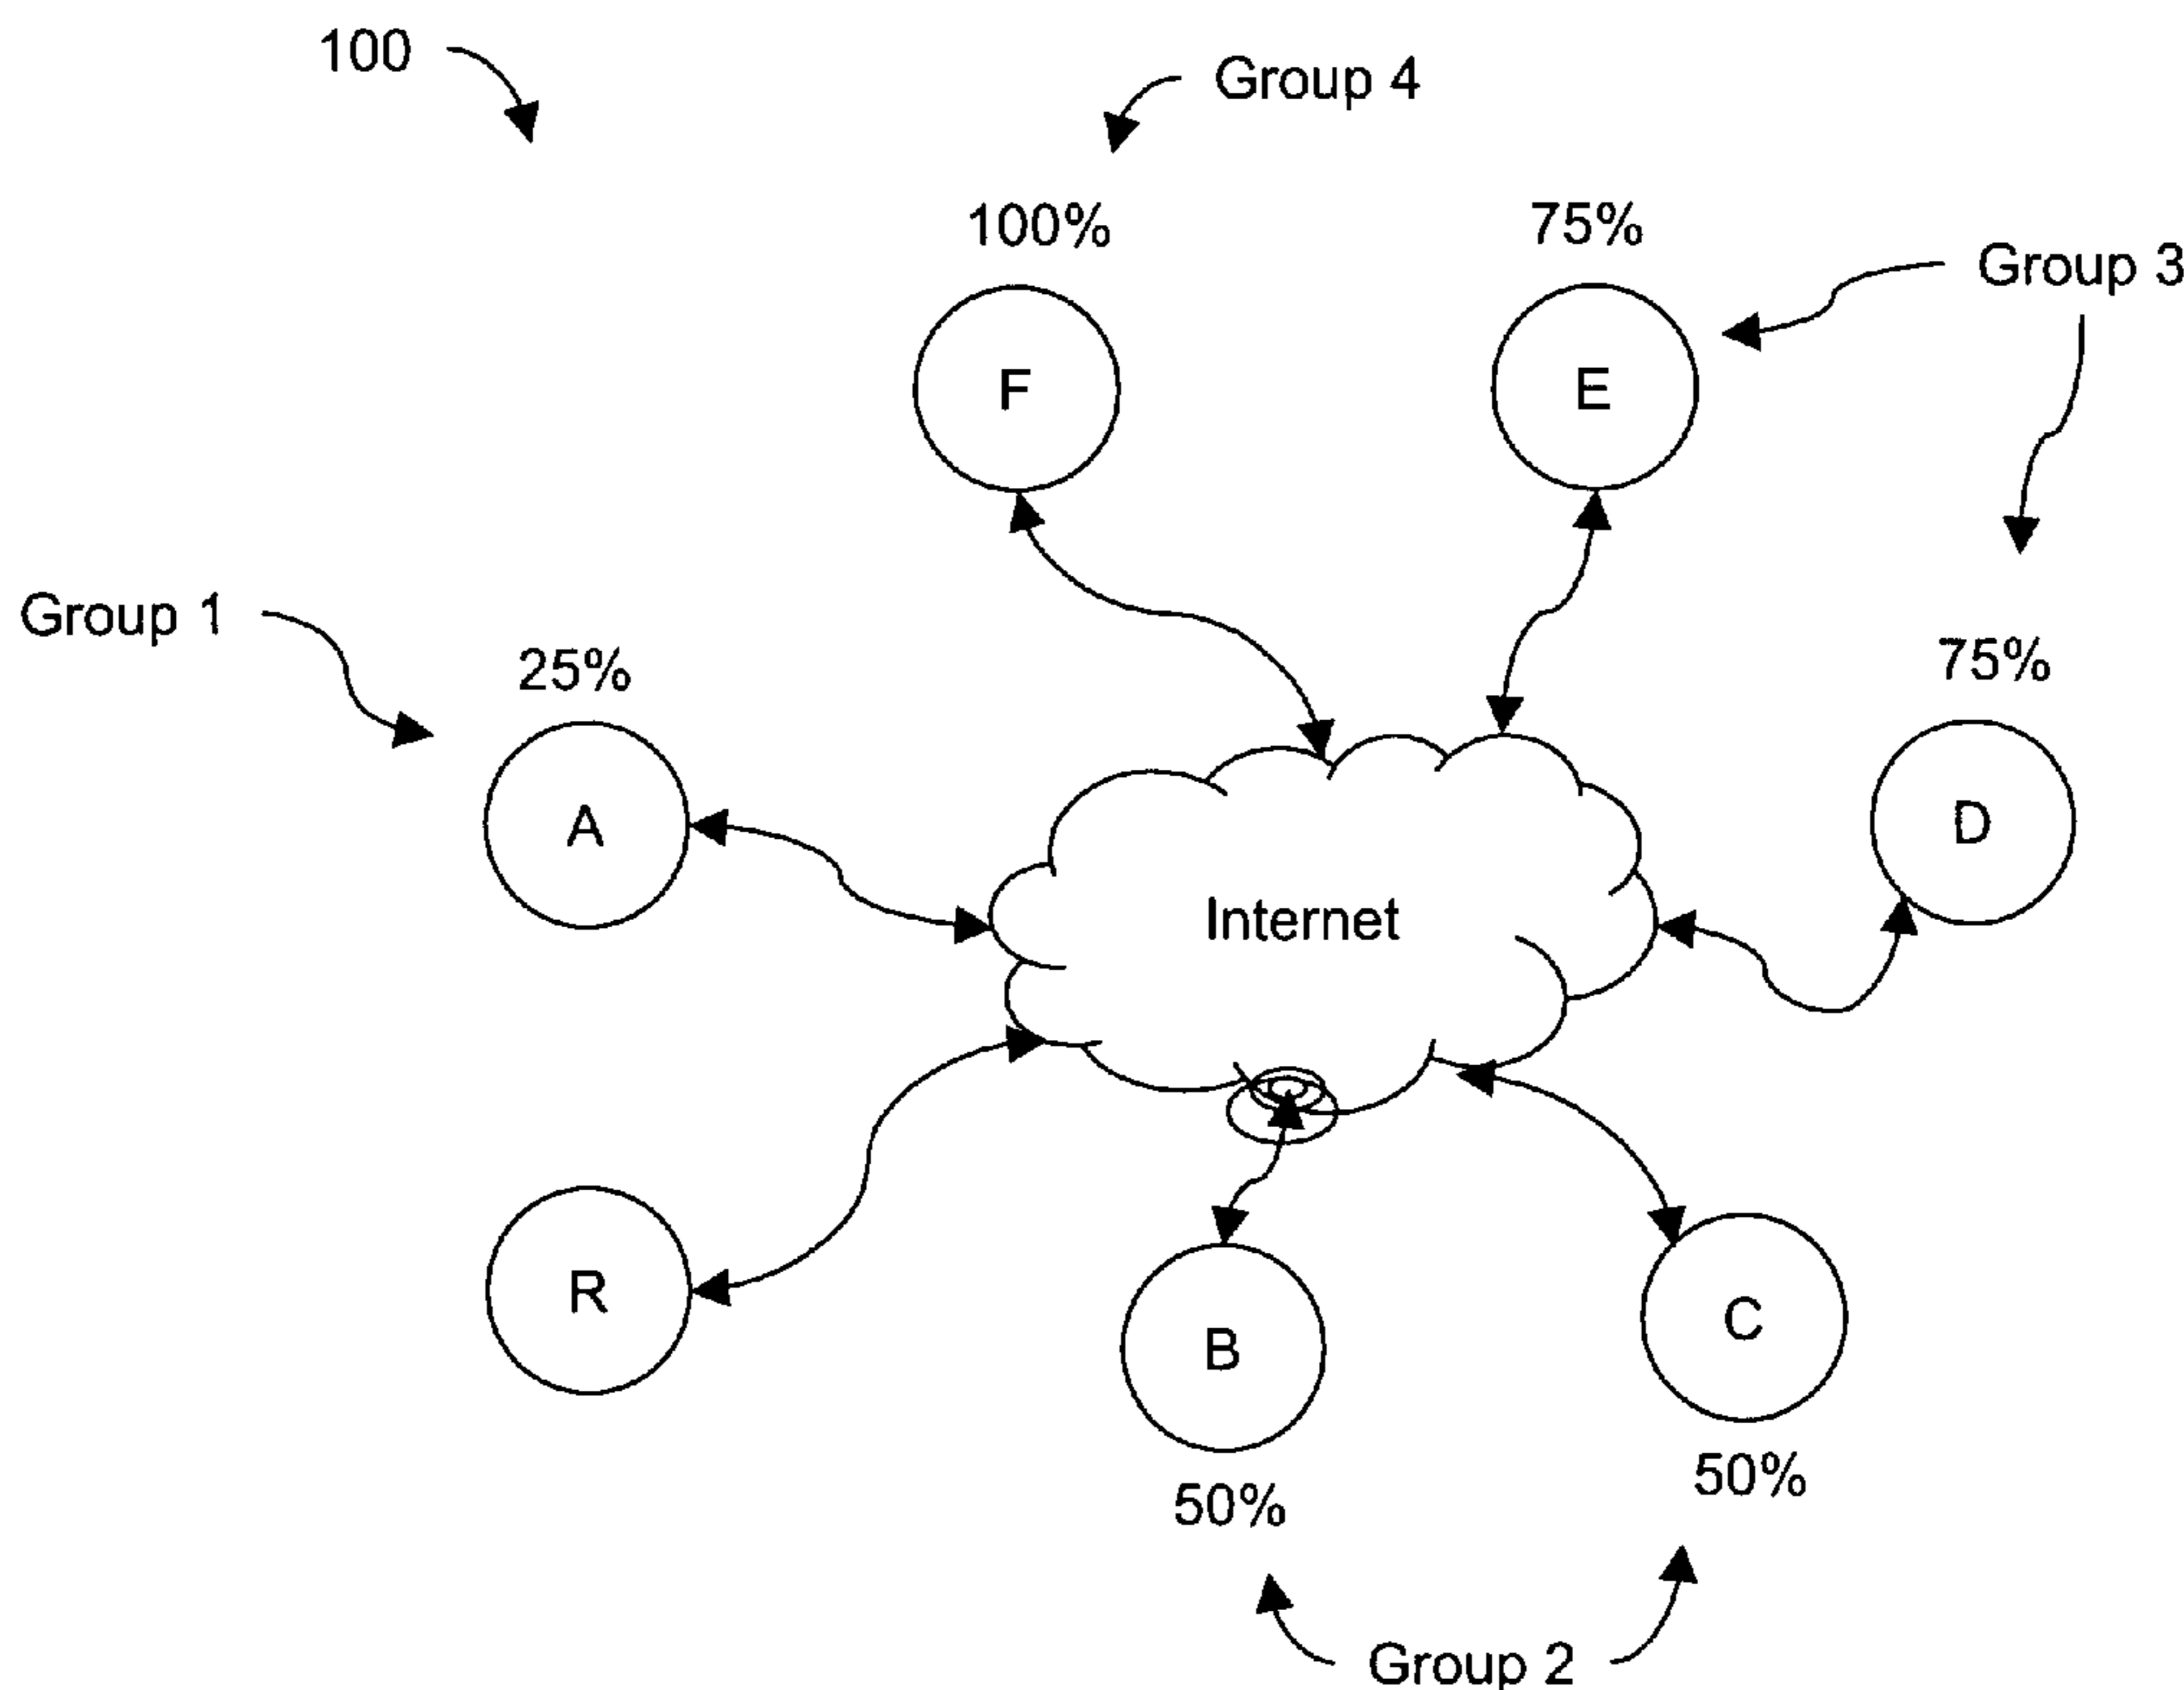 100
Group 4
100%
75%
Group 3
F
E
Group 1
25%
75%
A
D
Internet
R
B
C
50%
50%
Group 2